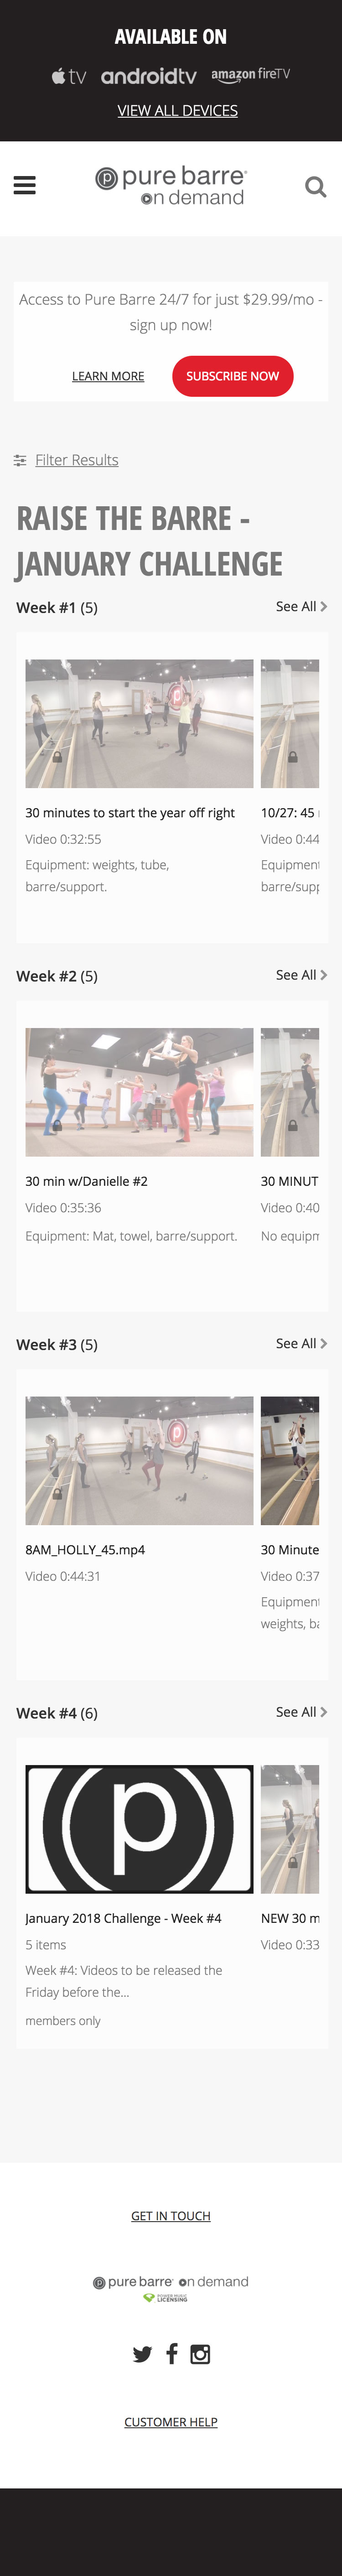 AVAILABLE ON
tv androidtv amazon fireTV
VIEW ALL DEVICES
pure barre
on demand
Access to Pure Barre 24/7 for just $29.99/mo -
sign up now!
LEARN MORE SUBSCRIBE NOW
Filter Results
RAISE THE BARRE -
JANUARY CHALLENGE
Week #1 (5) See All
30 minutes to start the year off right 10/27: 45
Video 0:32:55 Video 0:44
Equipment: weights, tube, Equipment
barre/support. barre/supp
Week #2 (5) See All
30 min w/Danielle #2 30 MINUT
Video 0:35:36 Video 0:40
Equipment: Mat, towel, barre/support. No equipm
Week #3 (5) See All
8AM_HOLLY_45.mp4 30 Minute
Video 0:44:31 Video 0:37
Equipment
weights, ba
Week #4 (6) See All
p
January 2018 Challenge - Week #4 NEW 30 m
5 items Video 0:33
Week #4: Videos to be released the
Friday before the...
members only
GET IN TOUCH
pure barre on demand
POWER MUSIC
LICENSING
CUSTOMER HELP